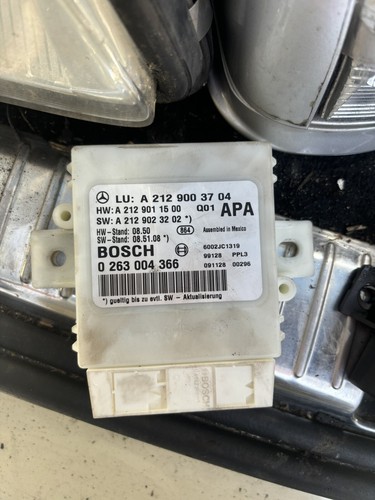 LU: A 212 900 37 04
HW: A 212 901 15 00 Q01 APA
SW: A 212 902 32 02 *)
HW-Stand: 08.50 864 Assembled in Mexico
SW-Stand: 08.51.08 *)
BOSCH 6002JC1319
0 263 004 366 99128 PPL3
091128 00296
*) gueltig bis zu evtl. SW - Aktualisierung